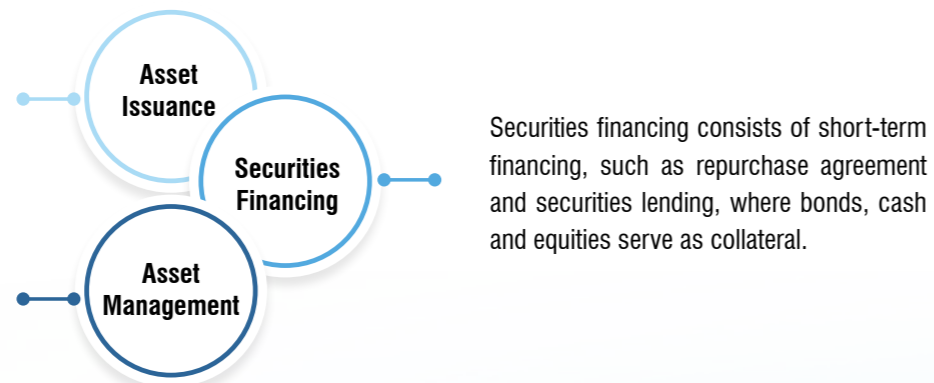 Asset
Issuance
Securities
Financing
Asset
Management
Securities financing consists of short-term
financing, such as repurchase agreement
and securities lending, where bonds, cash
and equities serve as collateral.